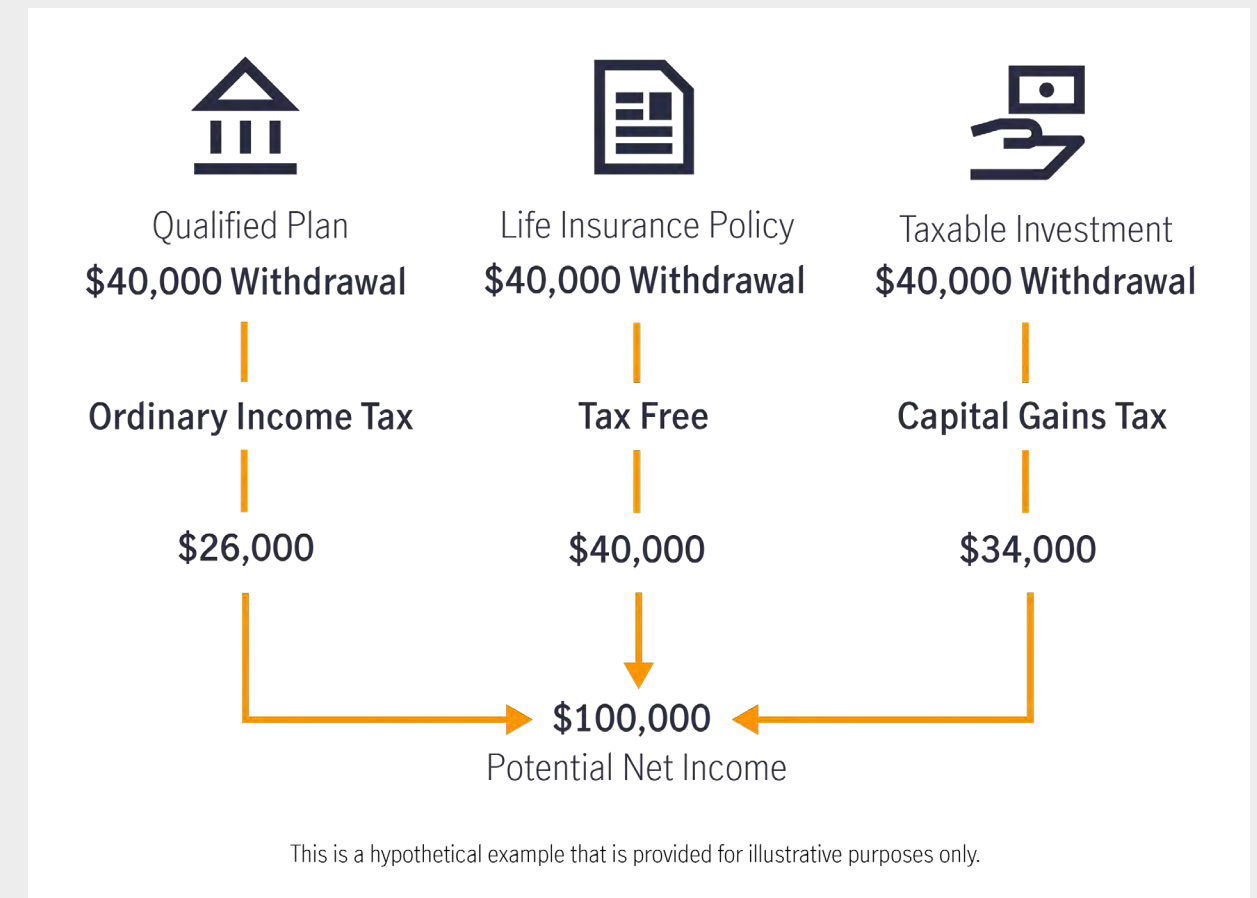 Qualified Plan
$40,000 Withdrawal
Ordinary Income Tax
$26,000
Life Insurance Policy
$40,000 Withdrawal
Tax Free
$40,000
Taxable Investment
$40,000 Withdrawal
Capital Gains Tax
$34,000
$100,000
Potential Net Income
This is a hypothetical example that is provided for illustrative purposes only.